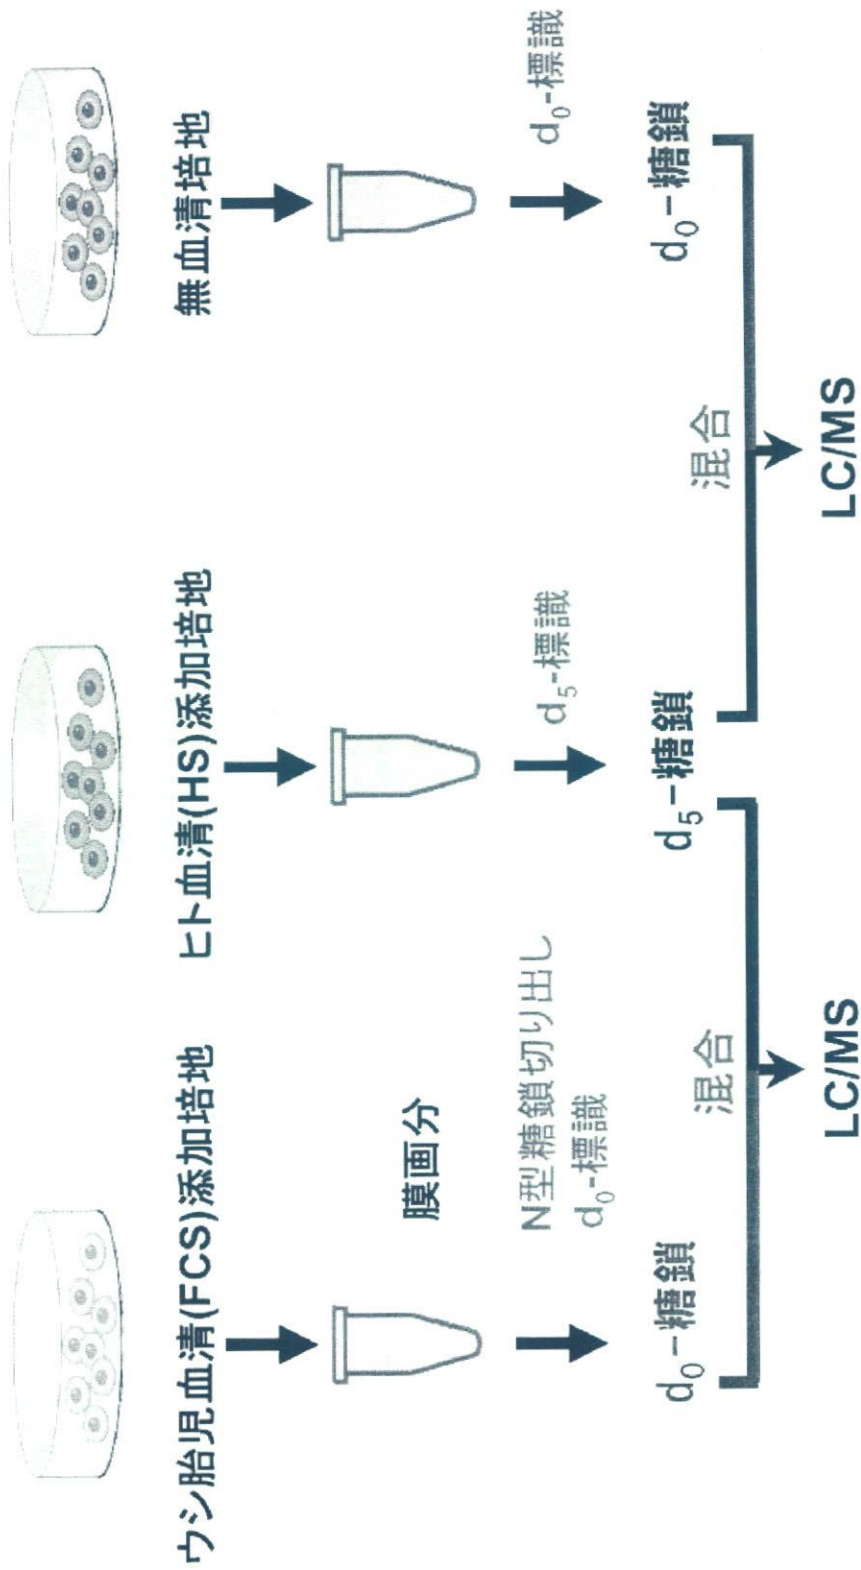 ウシ胎児血清(FCS)添加培地
ヒト血清(HS)添加培地
無血清培地
膜画分
N型糖鎖切り出し
d0-標識
d5-標識
d0-標識
d0-糖鎖
d5-糖鎖
d0-糖鎖
混合
混合
LC/MS
LC/MS